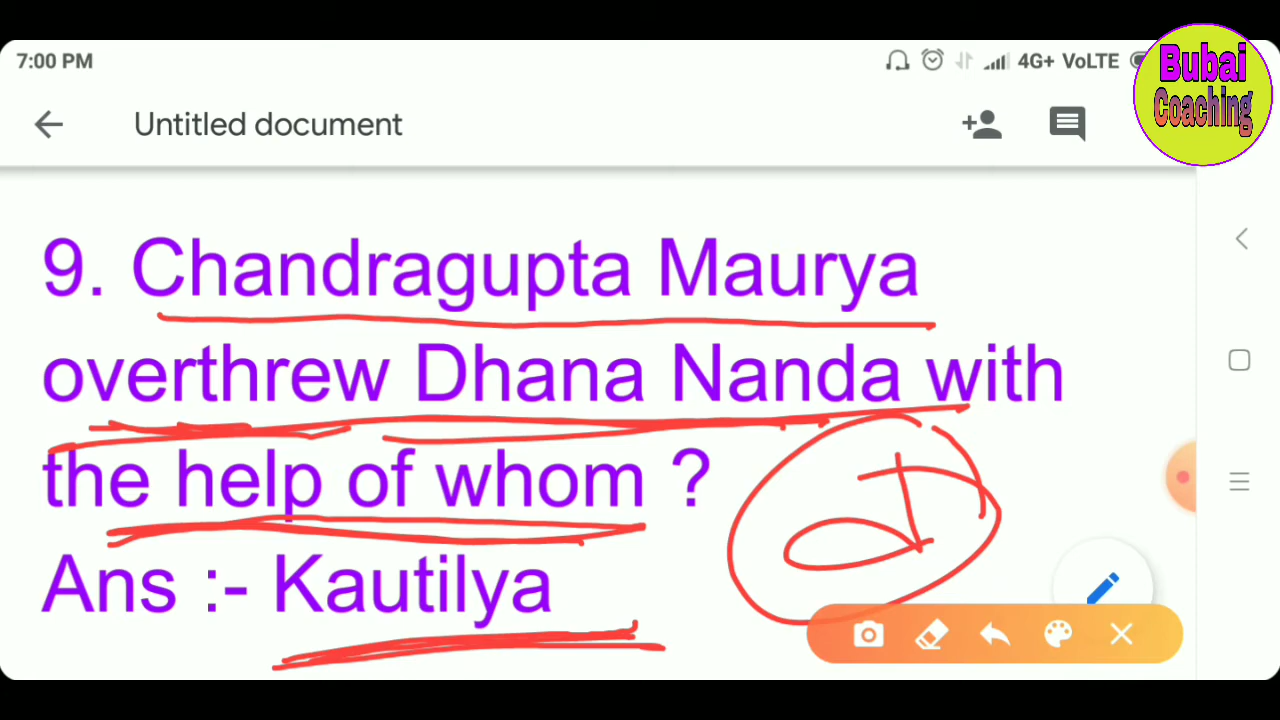 7:00 PM
4G+ VoLTE
Bubai
Coaching
Untitled document
9. Chandragupta Maurya
overthrew Dhana Nanda with
the help of whom ?
Ans :- Kautilya